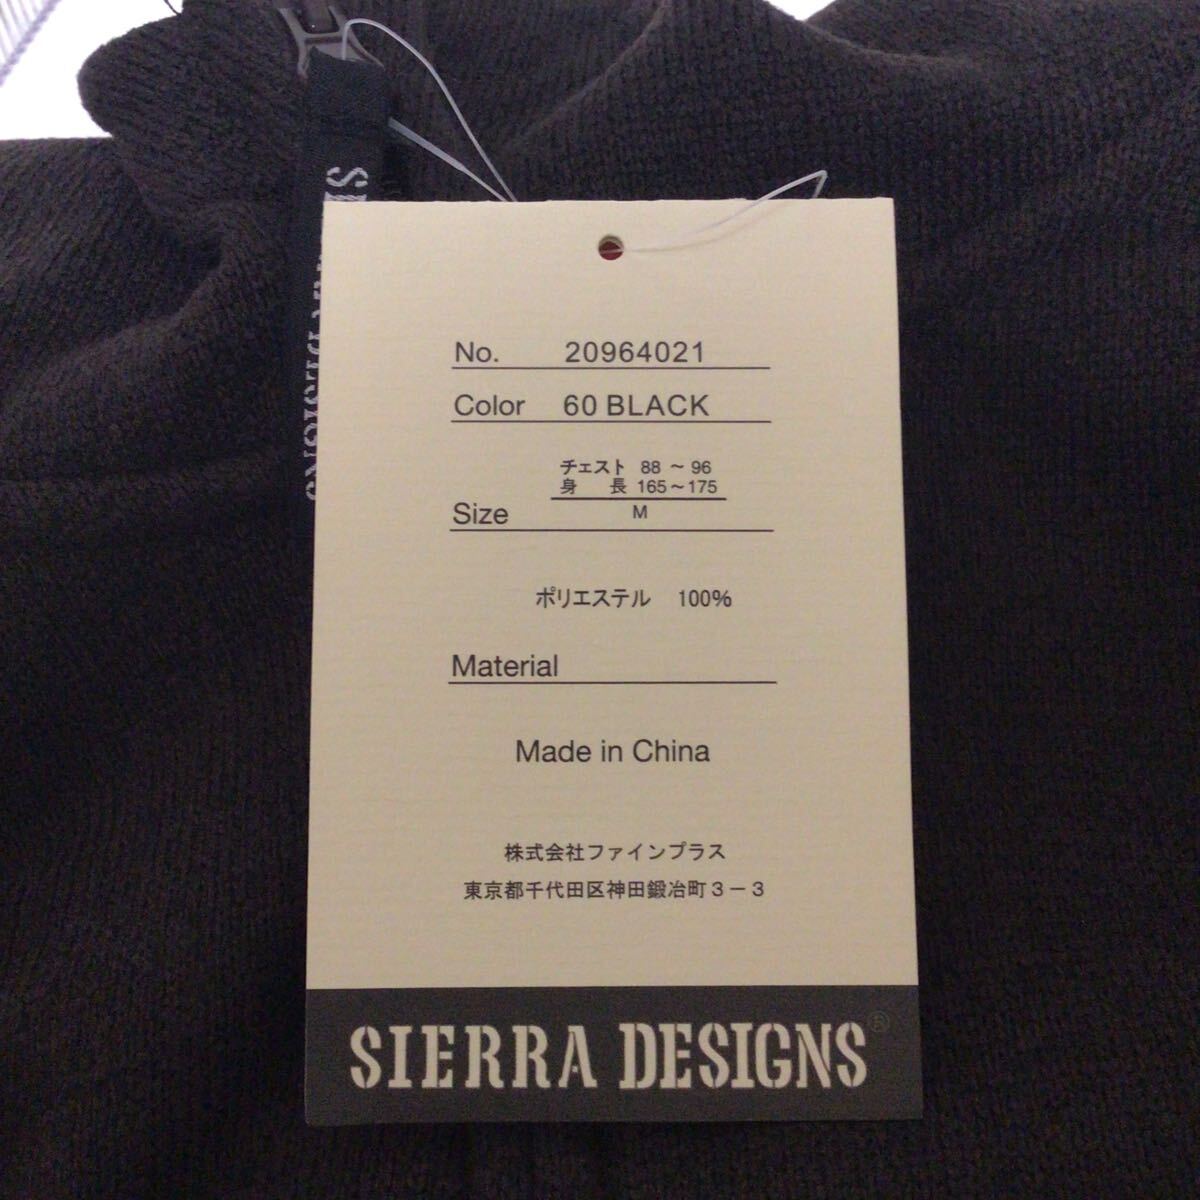 No. 20964021
Color 60 BLACK
チェスト 88 ～ 96
身 長 165～175
Size M
ポリエステル 100%
Material
Made in China
株式会社ファインプラス
東京都千代田区神田鍛冶町3－3
SIERRA DESIGNS®